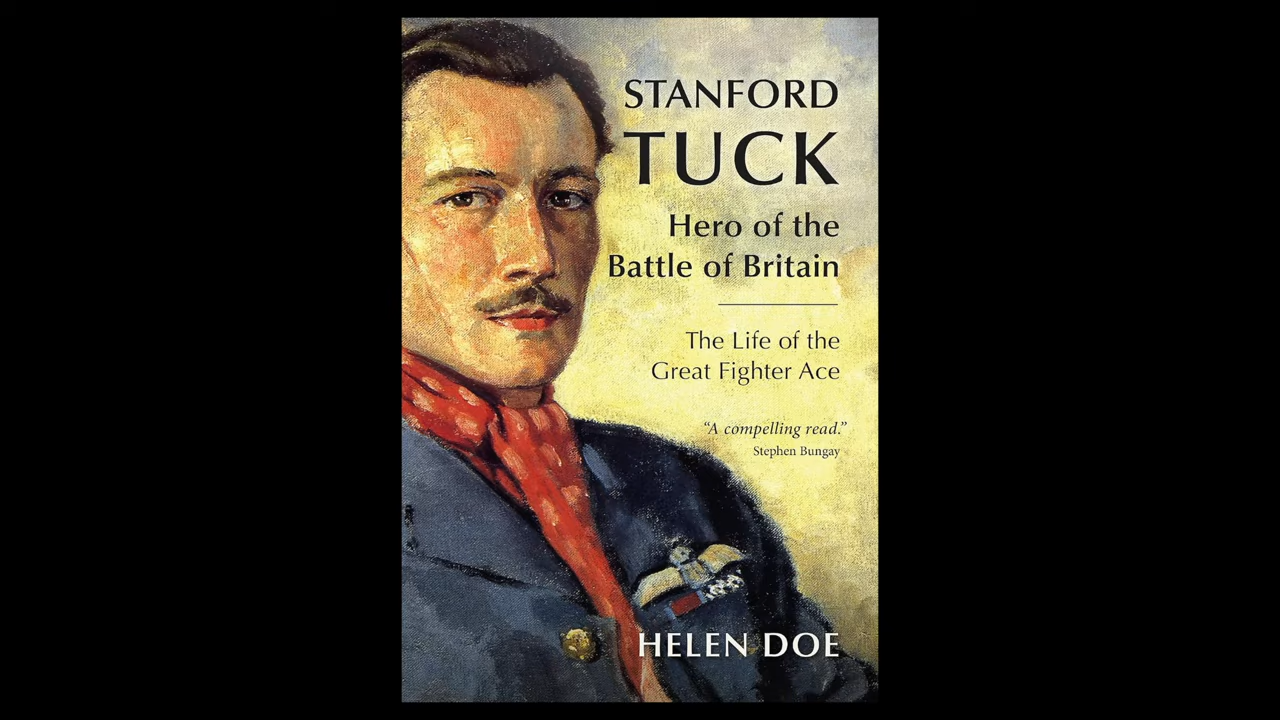 STANFORD
TUCK
Hero of the
Battle of Britain
The Life of the
Great Fighter Ace
“A compelling read.”
Stephen Bungay
HELEN DOE